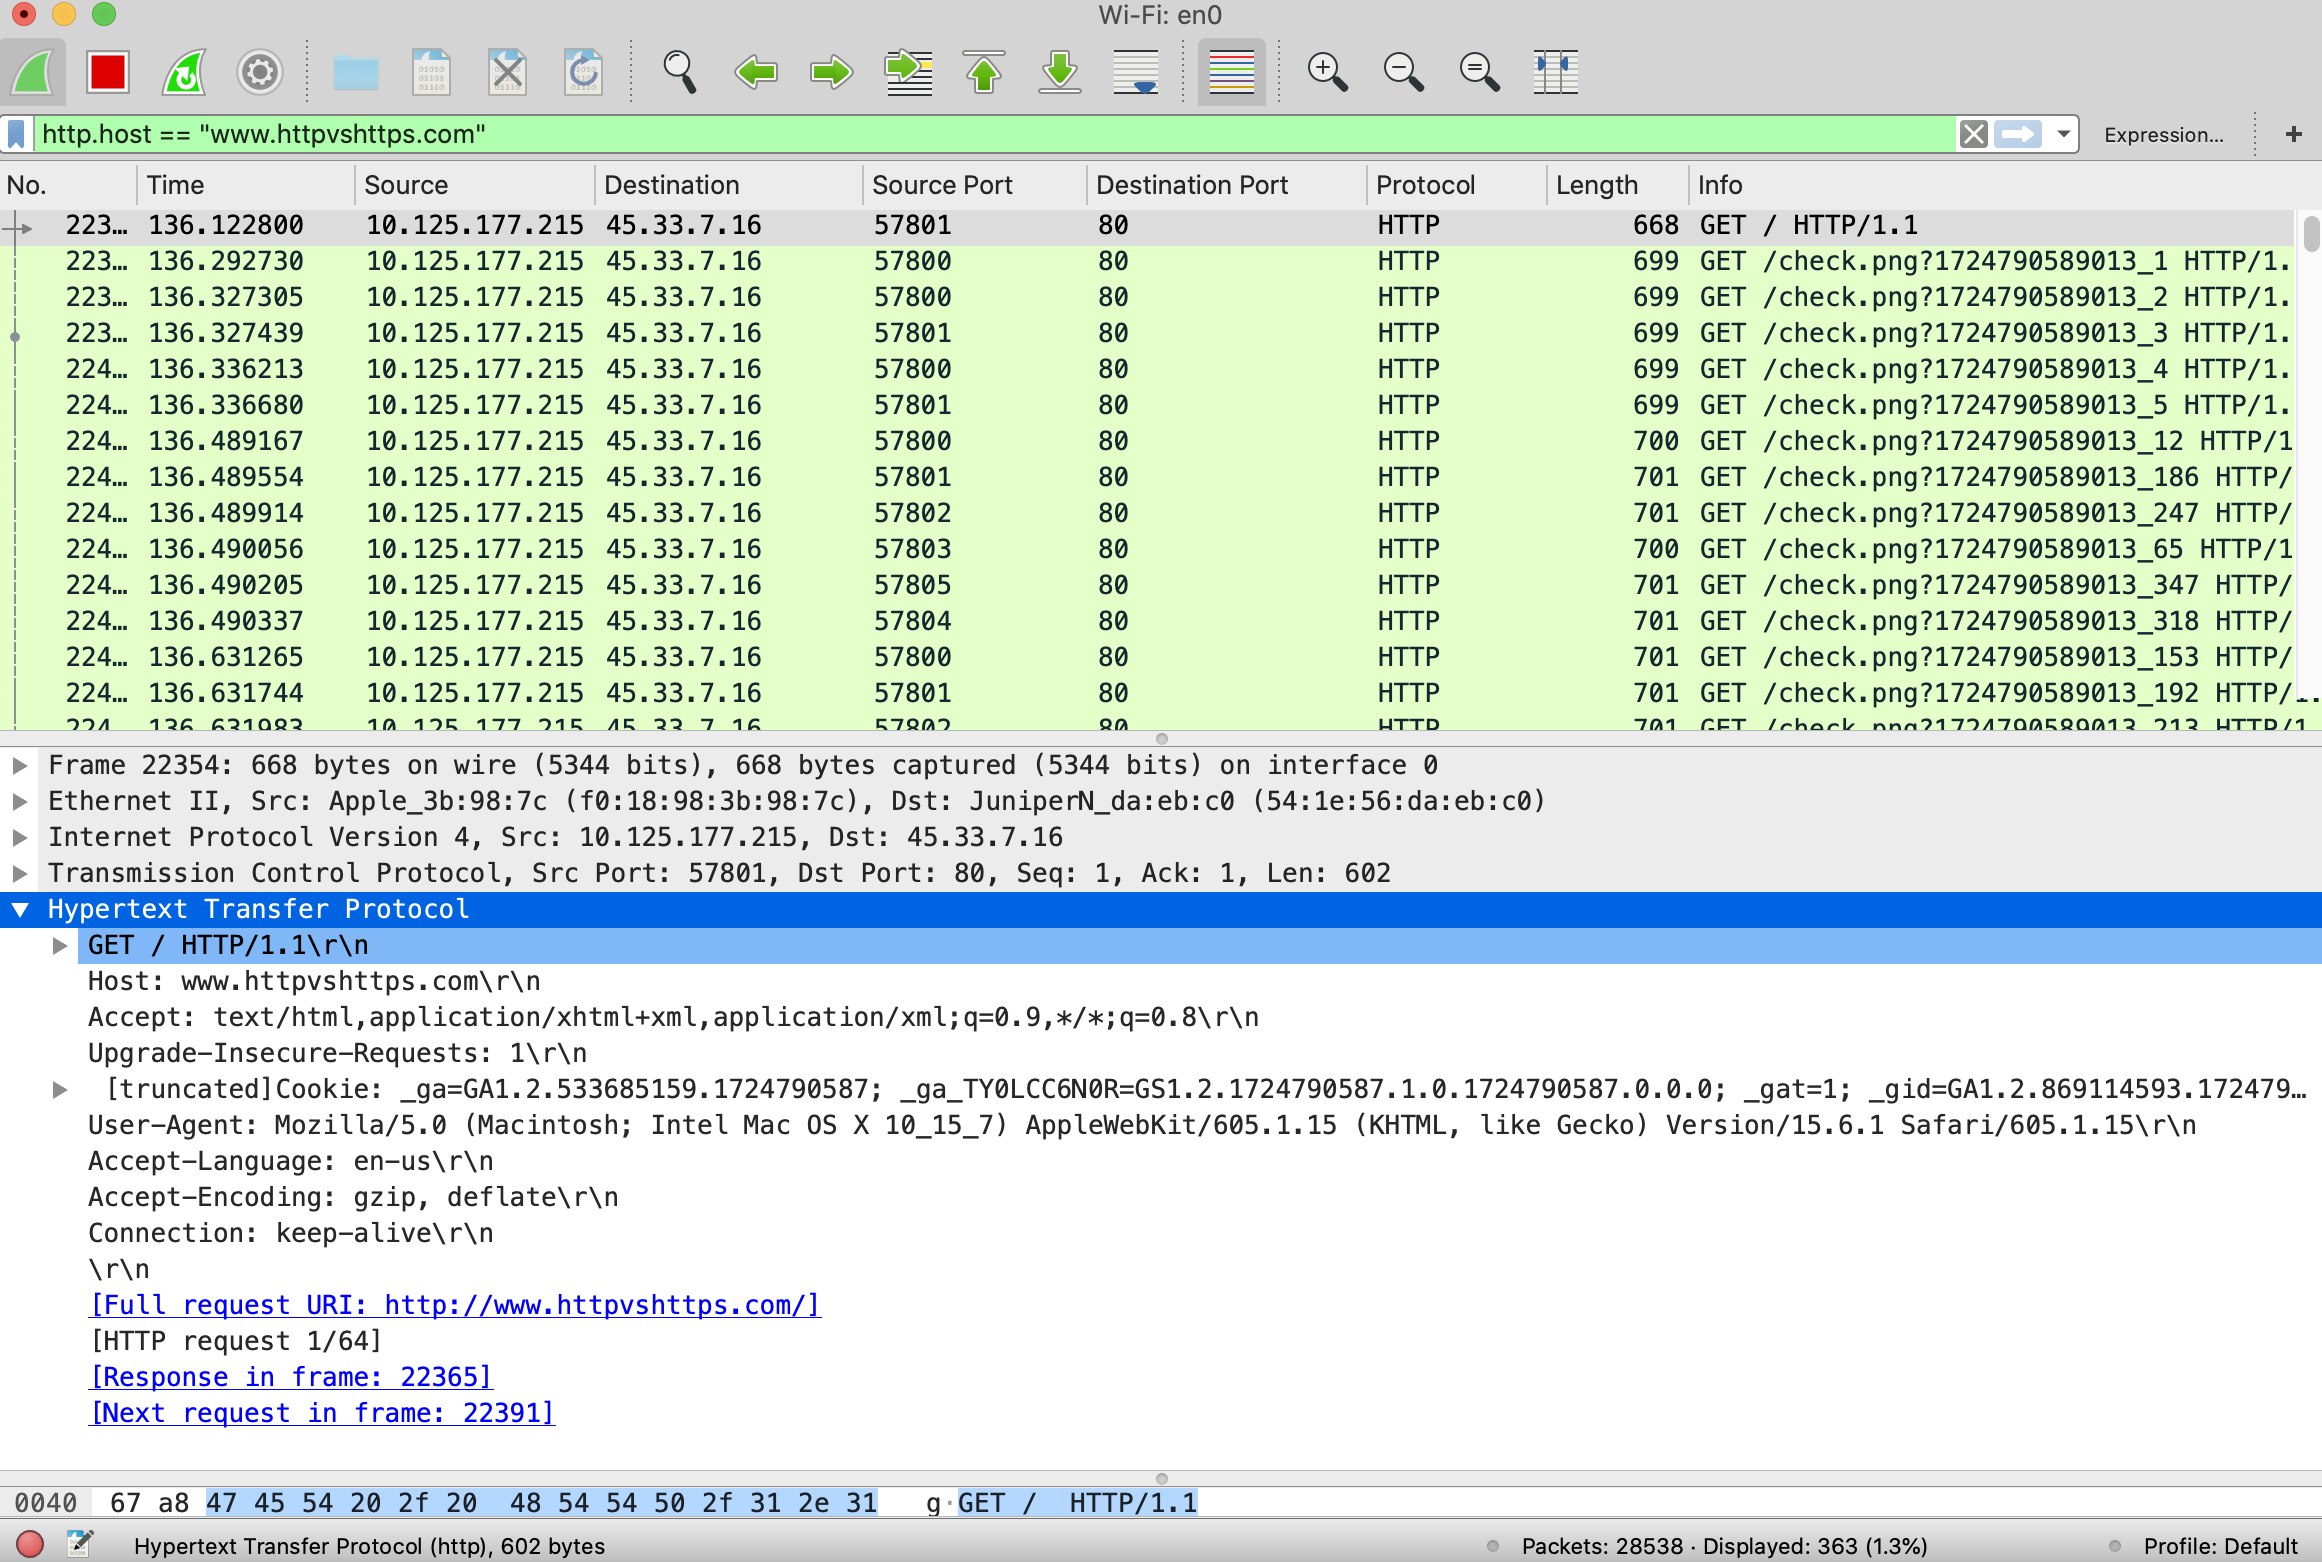 Wi-Fi: en0
http.host == "www.httpvshttps.com" Expression... +
No. Time Source Destination Source Port Destination Port Protocol Length Info
223… 136.122800 10.125.177.215 45.33.7.16 57801 80 HTTP 668 GET / HTTP/1.1
223… 136.292730 10.125.177.215 45.33.7.16 57800 80 HTTP 699 GET /check.png?1724790589013_1 HTTP/1.
223… 136.327305 10.125.177.215 45.33.7.16 57800 80 HTTP 699 GET /check.png?1724790589013_2 HTTP/1.
223… 136.327439 10.125.177.215 45.33.7.16 57801 80 HTTP 699 GET /check.png?1724790589013_3 HTTP/1.
224… 136.336213 10.125.177.215 45.33.7.16 57800 80 HTTP 699 GET /check.png?1724790589013_4 HTTP/1.
224… 136.336680 10.125.177.215 45.33.7.16 57801 80 HTTP 699 GET /check.png?1724790589013_5 HTTP/1.
224… 136.489167 10.125.177.215 45.33.7.16 57800 80 HTTP 700 GET /check.png?1724790589013_12 HTTP/1
224… 136.489554 10.125.177.215 45.33.7.16 57801 80 HTTP 701 GET /check.png?1724790589013_186 HTTP/
224… 136.489914 10.125.177.215 45.33.7.16 57802 80 HTTP 701 GET /check.png?1724790589013_247 HTTP/
224… 136.490056 10.125.177.215 45.33.7.16 57803 80 HTTP 700 GET /check.png?1724790589013_65 HTTP/1
224… 136.490205 10.125.177.215 45.33.7.16 57805 80 HTTP 701 GET /check.png?1724790589013_347 HTTP/
224… 136.490337 10.125.177.215 45.33.7.16 57804 80 HTTP 701 GET /check.png?1724790589013_318 HTTP/
224… 136.631265 10.125.177.215 45.33.7.16 57800 80 HTTP 701 GET /check.png?1724790589013_153 HTTP/
224… 136.631744 10.125.177.215 45.33.7.16 57801 80 HTTP 701 GET /check.png?1724790589013_192 HTTP/1.
224 136.631983 10.125.177.215 45.33.7.16 57802 80 HTTP 701 GET /check.png?1724790589013_213 HTTP/1
Frame 22354: 668 bytes on wire (5344 bits), 668 bytes captured (5344 bits) on interface 0
Ethernet II, Src: Apple_3b:98:7c (f0:18:98:3b:98:7c), Dst: JuniperN_da:eb:c0 (54:1e:56:da:eb:c0)
Internet Protocol Version 4, Src: 10.125.177.215, Dst: 45.33.7.16
Transmission Control Protocol, Src Port: 57801, Dst Port: 80, Seq: 1, Ack: 1, Len: 602
Hypertext Transfer Protocol
GET / HTTP/1.1\r\n
Host: www.httpvshttps.com\r\n
Accept: text/html,application/xhtml+xml,application/xml;q=0.9,*/*;q=0.8\r\n
Upgrade-Insecure-Requests: 1\r\n
[truncated]Cookie: _ga=GA1.2.533685159.1724790587; _ga_TY0LCC6N0R=GS1.2.1724790587.1.0.1724790587.0.0.0; _gat=1; _gid=GA1.2.869114593.172479…
User-Agent: Mozilla/5.0 (Macintosh; Intel Mac OS X 10_15_7) AppleWebKit/605.1.15 (KHTML, like Gecko) Version/15.6.1 Safari/605.1.15\r\n
Accept-Language: en-us\r\n
Accept-Encoding: gzip, deflate\r\n
Connection: keep-alive\r\n
\r\n
[Full request URI: http://www.httpvshttps.com/]
[HTTP request 1/64]
[Response in frame: 22365]
[Next request in frame: 22391]
0040 67 a8 47 45 54 20 2f 20 48 54 54 50 2f 31 2e 31 g·GET / HTTP/1.1
Hypertext Transfer Protocol (http), 602 bytes Packets: 28538 · Displayed: 363 (1.3%) Profile: Default